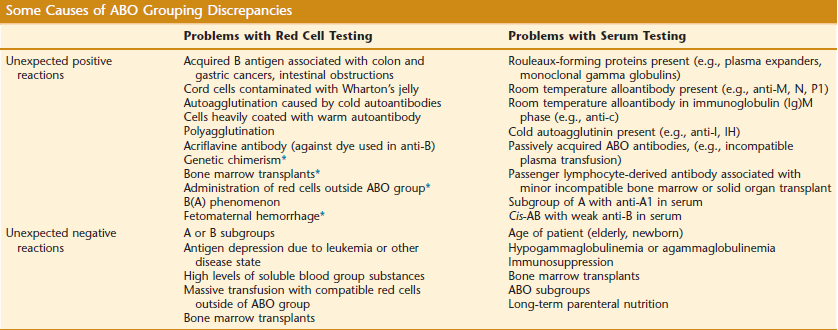 Some Causes of ABO Grouping Discrepancies
Problems with Red Cell Testing
Problems with Serum Testing
Unexpected positive
reactions
Acquired B antigen associated with colon and
gastric cancers, intestinal obstructions
Cord cells contaminated with Wharton's jelly
Autoagglutination caused by cold autoantibodies
Cells heavily coated with warm autoantibody
Polyagglutination
Acriflavine antibody (against dye used in anti-B)
Genetic chimerism*
Bone marrow transplants*
Administration of red cells outside ABO group*
B(A) phenomenon
Fetomaternal hemorrhage*
Rouleaux-forming proteins present (e.g., plasma expanders,
monoclonal gamma globulins)
Room temperature alloantibody present (e.g., anti-M, N, P1)
Room temperature alloantibody in immunoglobulin (Ig)M
phase (e.g., anti-c)
Cold autoagglutinin present (e.g., anti-I, IH)
Passively acquired ABO antibodies, (e.g., incompatible
plasma transfusion)
Passenger lymphocyte-derived antibody associated with
minor incompatible bone marrow or solid organ transplant
Subgroup of A with anti-A1 in serum
Cis-AB with weak anti-B in serum
Unexpected negative
reactions
A or B subgroups
Antigen depression due to leukemia or other
disease state
High levels of soluble blood group substances
Massive transfusion with compatible red cells
outside of ABO group
Bone marrow transplants
Age of patient (elderly, newborn)
Hypogammaglobulinemia or agammaglobulinemia
Immunosuppression
Bone marrow transplants
ABO subgroups
Long-term parenteral nutrition